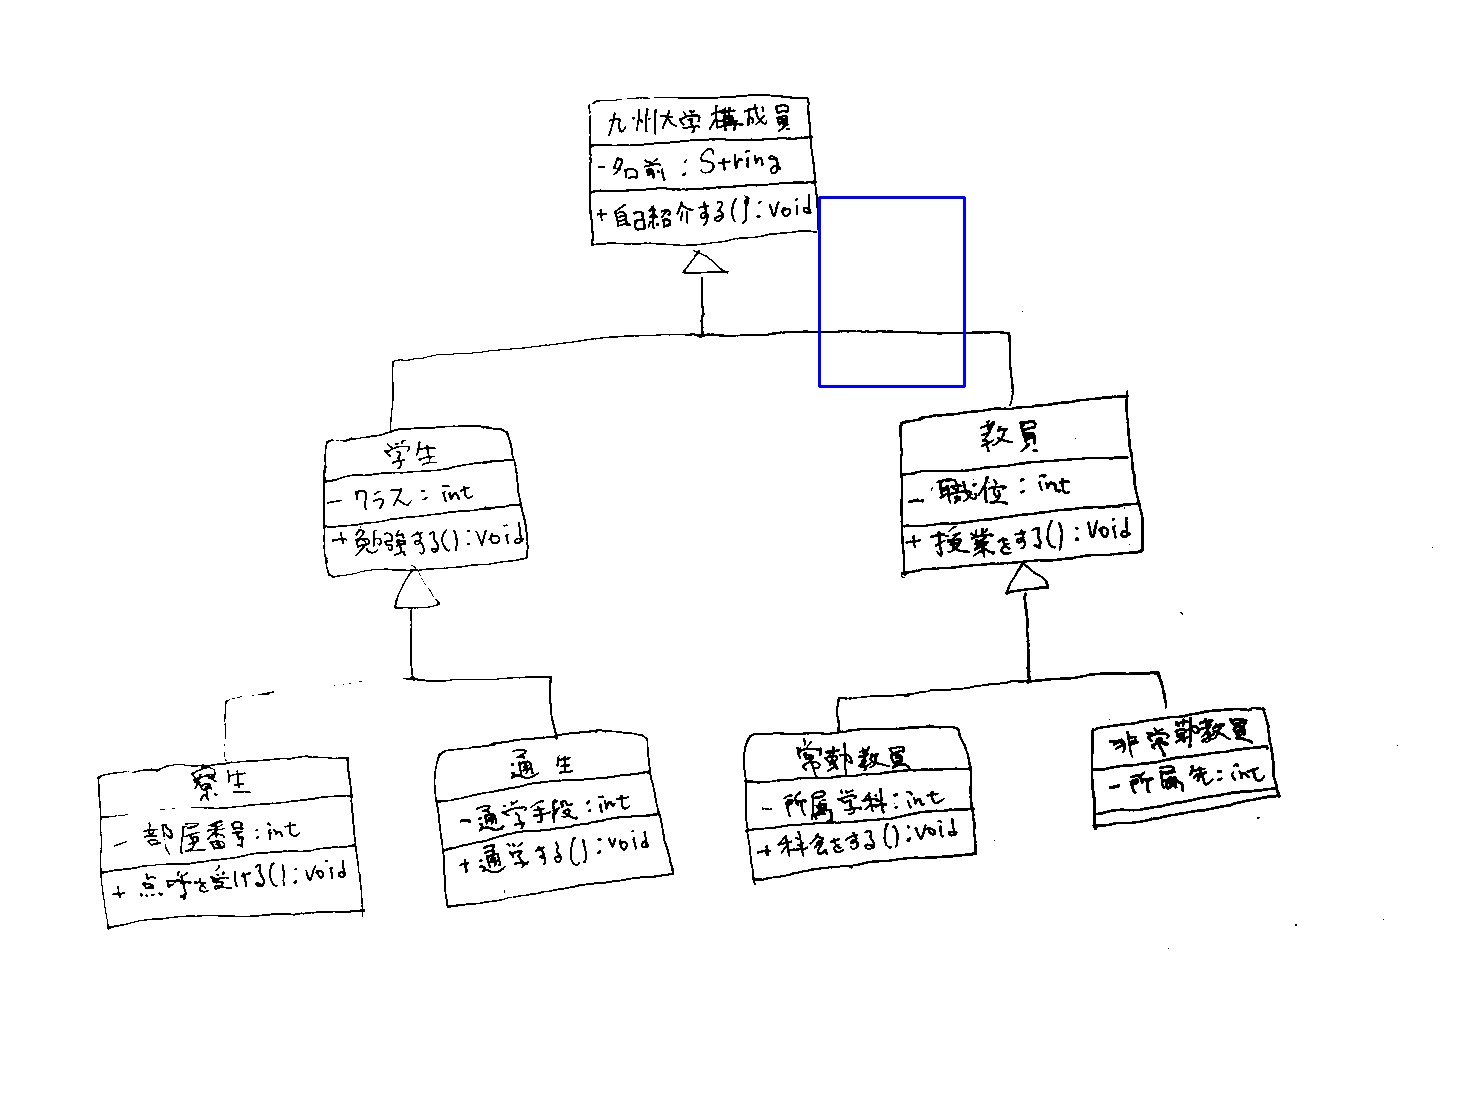 九州大学構成員
-名前:String
+自己紹介する():void
学生
-クラス:int
+勉強する():void
教員
-職位:int
+授業をする():void
寮生
-部屋番号:int
+点呼を受ける():void
通生
-通学手段:int
+通学する():void
常勤教員
-所属学科:int
+科会をする():void
非常勤教員
-所属先:int